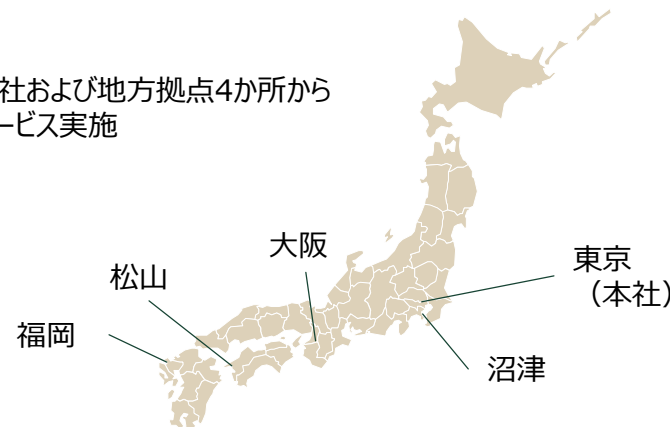 社および地方拠点4か所から
ービス実施
大阪
松山
福岡
東京
（本社）
沼津